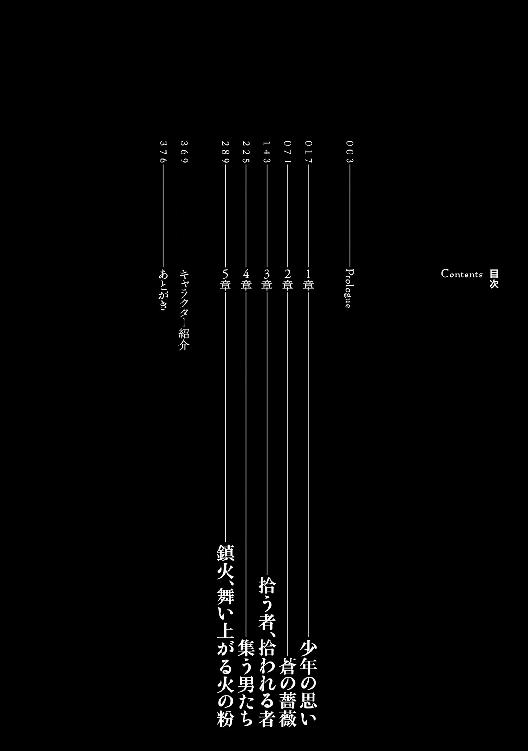 目次
Contents
Prologue 003
1章 少年の思い 017
2章 蒼の薔薇 071
3章 拾う者、拾われる者 143
4章 集う男たち 225
5章 鎮火、舞い上がる火の粉 289
キャラクター紹介 369
あとがき 376